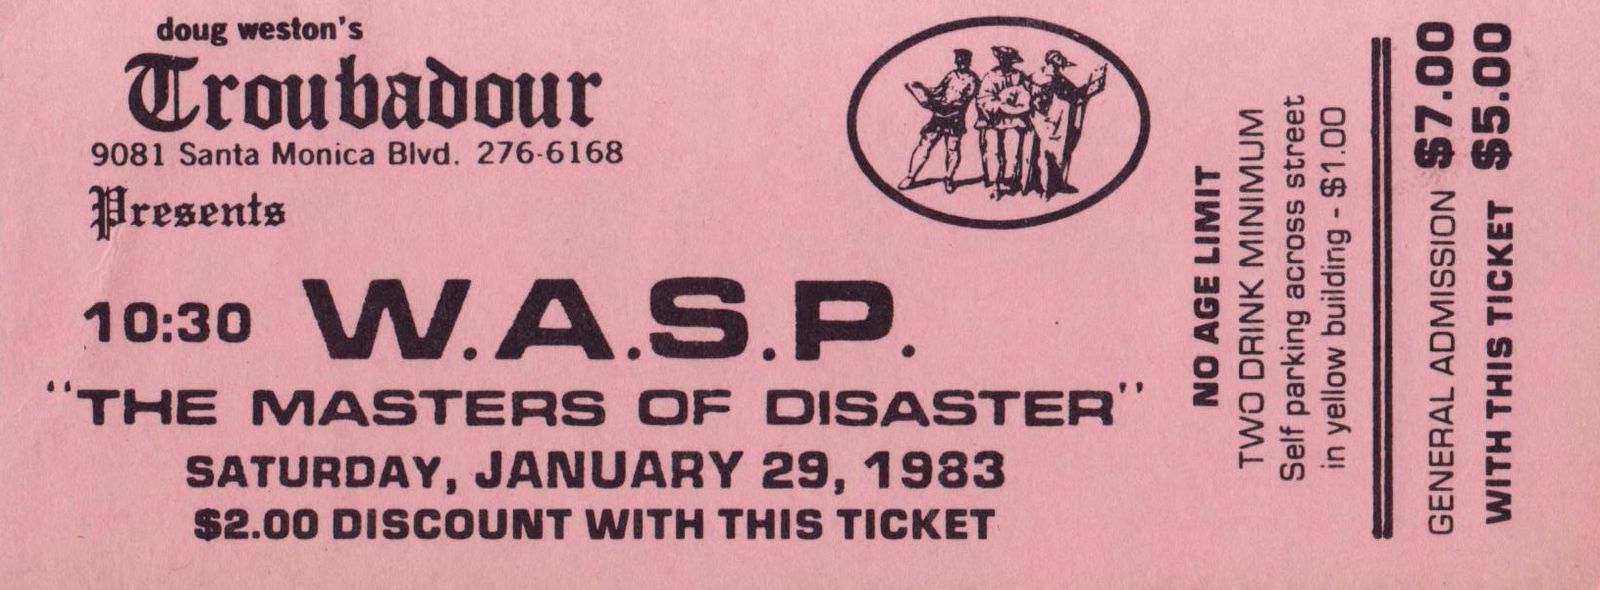 doug weston's
Troubadour
9081 Santa Monica Blvd. 276-6168
Presents
10:30 W.A.S.P.
"THE MASTERS OF DISASTER"
SATURDAY, JANUARY 29, 1983
$2.00 DISCOUNT WITH THIS TICKET
NO AGE LIMIT
TWO DRINK MINIMUM
Self parking across street
in yellow building - $1.00
GENERAL ADMISSION $7.00
WITH THIS TICKET $5.00